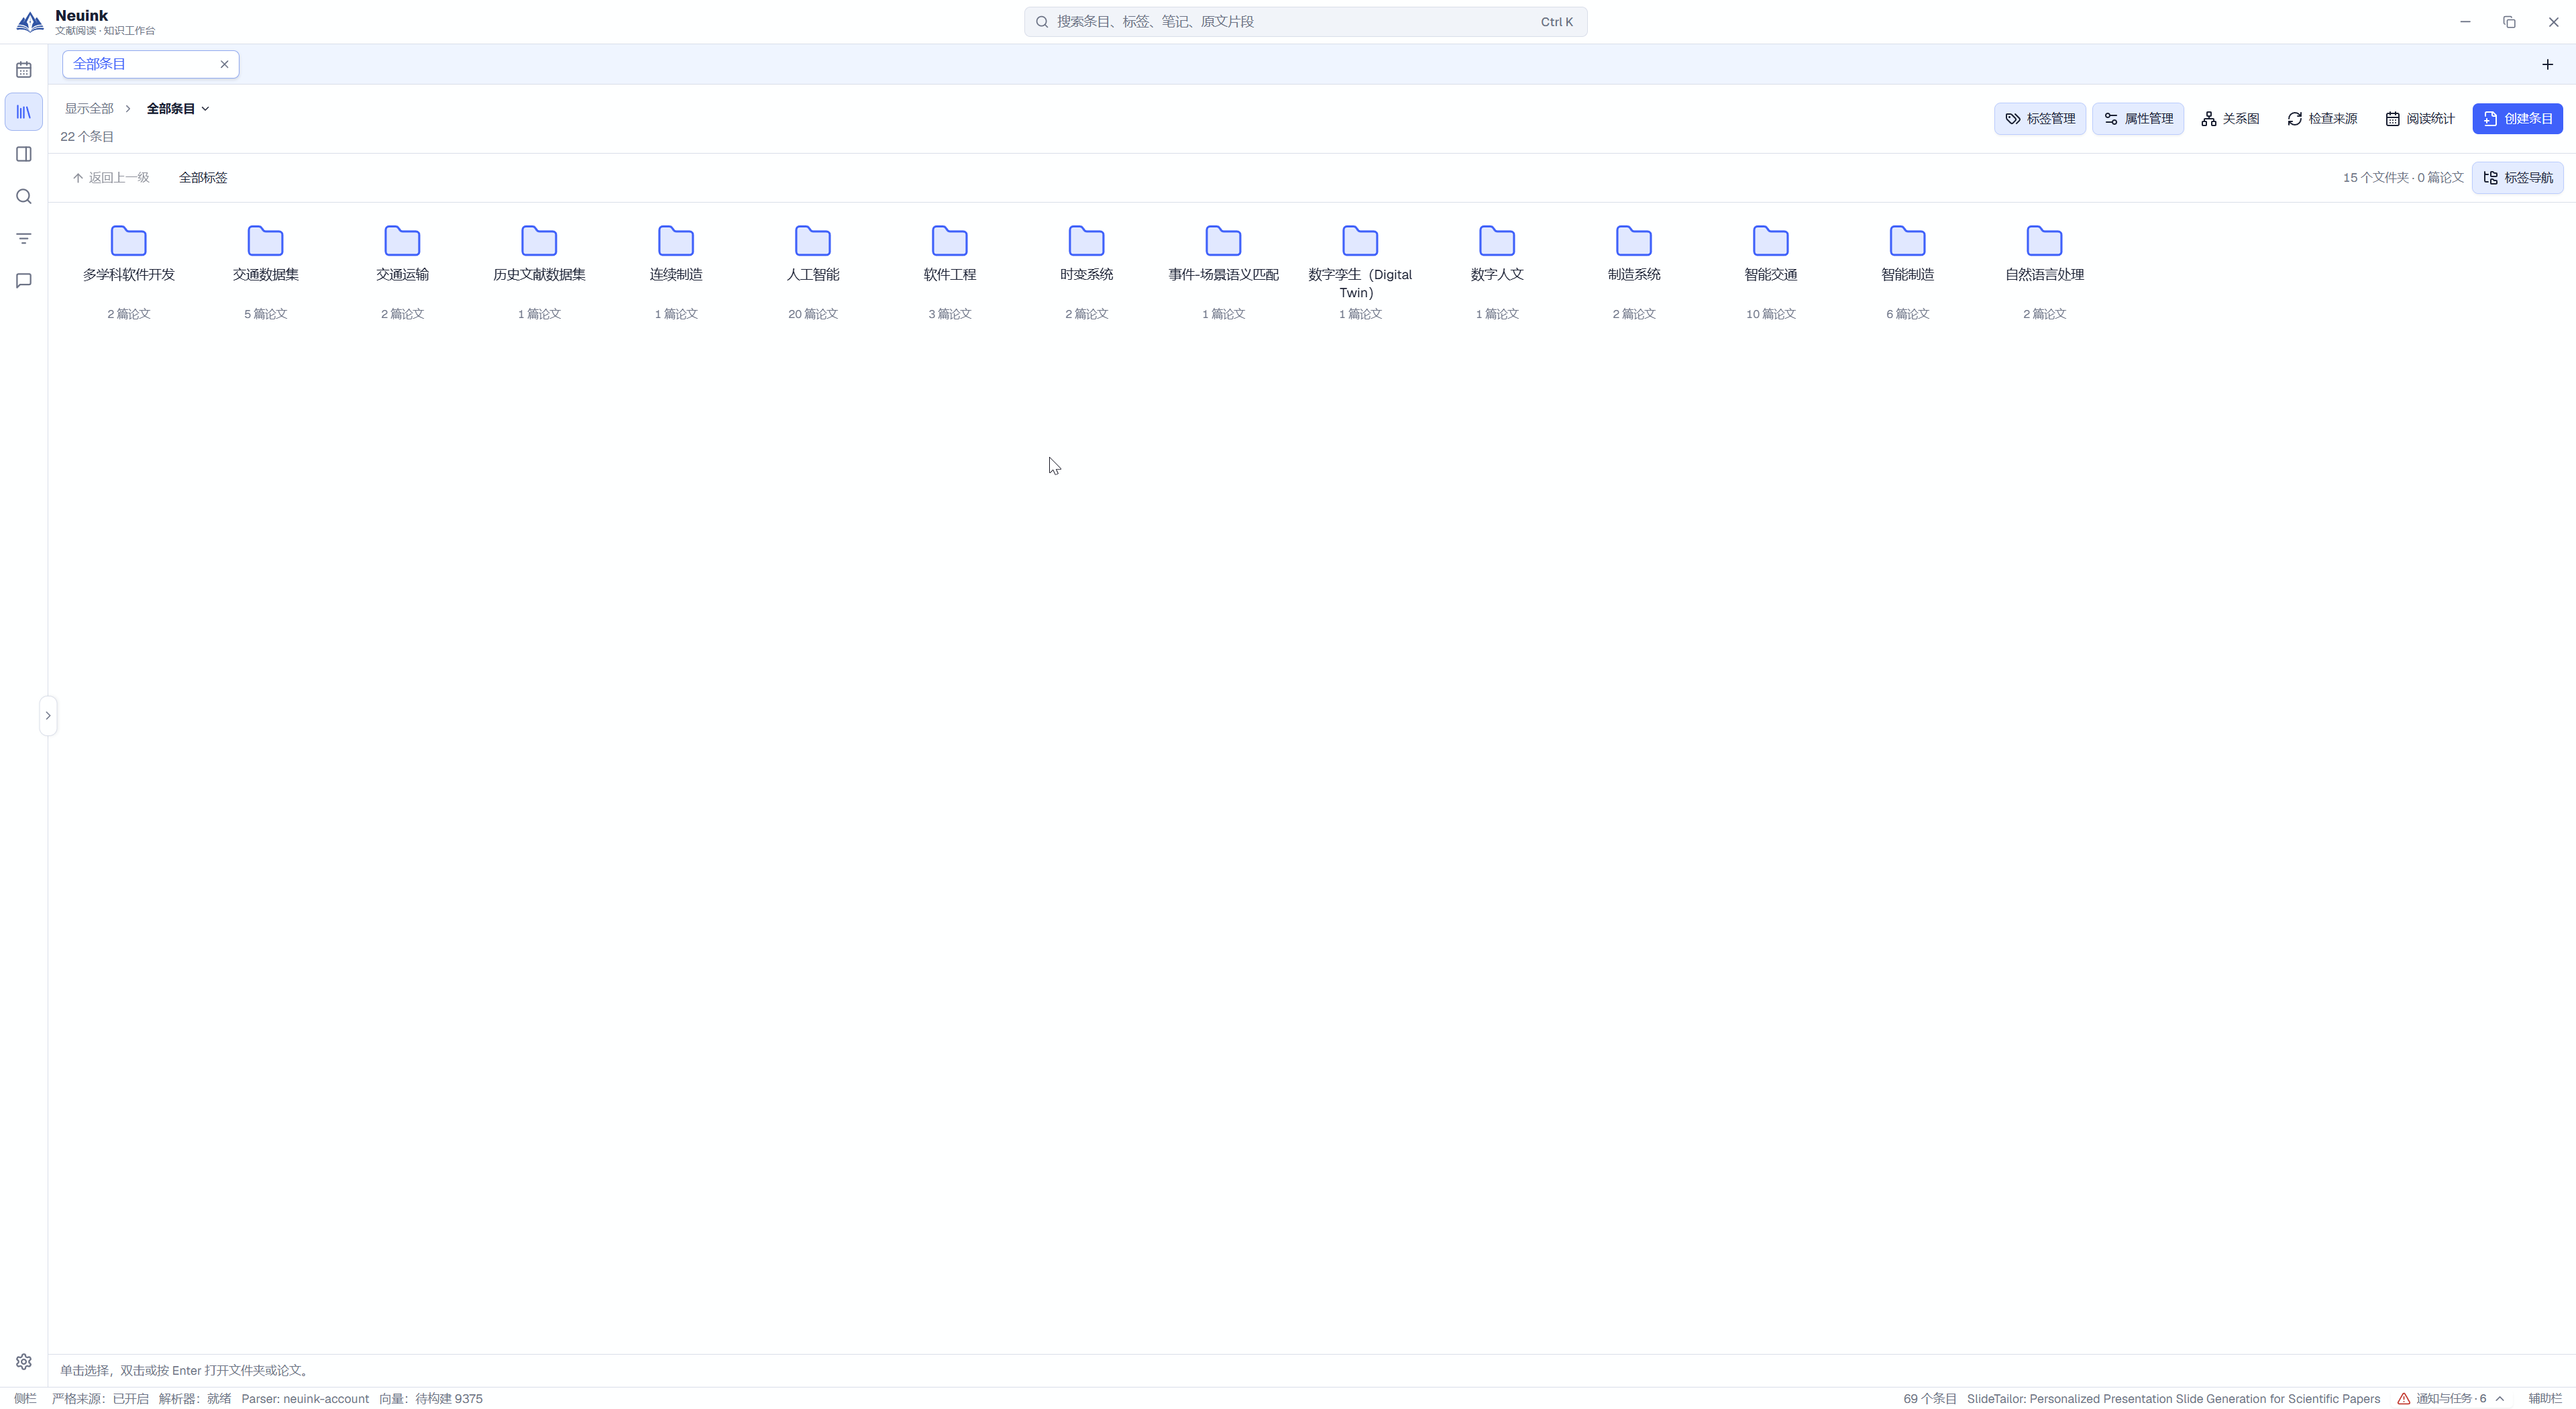 Neuink
文献阅读 · 知识工作台
搜索条目、标签、笔记、原文片段 Ctrl K
全部条目
显示全部 全部条目
22 个条目
标签管理 属性管理 关系图 检查来源 阅读统计 创建条目
返回上一级 全部标签
15 个文件夹 · 0 篇论文 标签导航
多学科软件开发
2 篇论文
交通数据集
5 篇论文
交通运输
2 篇论文
历史文献数据集
1 篇论文
连续制造
1 篇论文
人工智能
20 篇论文
软件工程
3 篇论文
时变系统
2 篇论文
事件-场景语义匹配
1 篇论文
数字孪生（Digital
Twin）
1 篇论文
数字人文
1 篇论文
制造系统
2 篇论文
智能交通
10 篇论文
智能制造
6 篇论文
自然语言处理
2 篇论文
单击选择，双击或按 Enter 打开文件夹或论文。
侧栏 严格来源：已开启 解析器：就绪 Parser: neuink-account 向量：待构建 9375
69 个条目 SlideTailor: Personalized Presentation Slide Generation for Scientific Papers 通知与任务 · 6 辅助栏